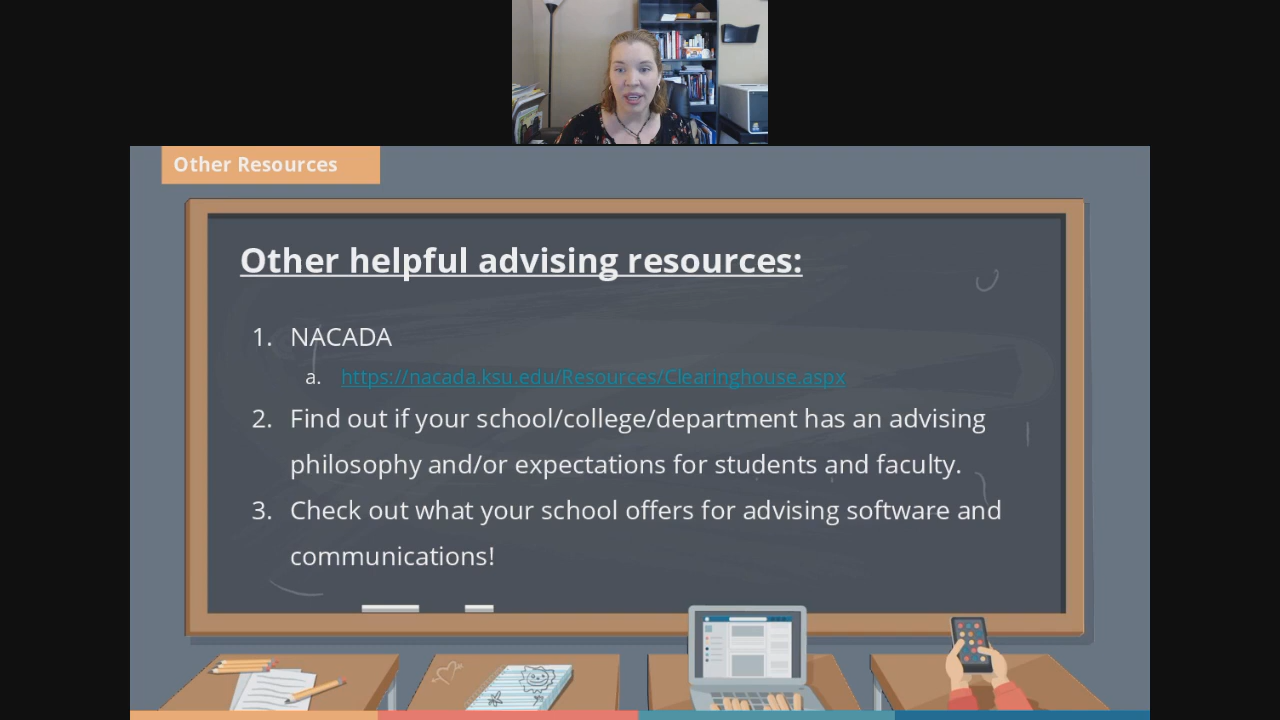 Other Resources
Other helpful advising resources:
1. NACADA
a. https://nacada.ksu.edu/Resources/Clearinghouse.aspx
2. Find out if your school/college/department has an advising
philosophy and/or expectations for students and faculty.
3. Check out what your school offers for advising software and
communications!